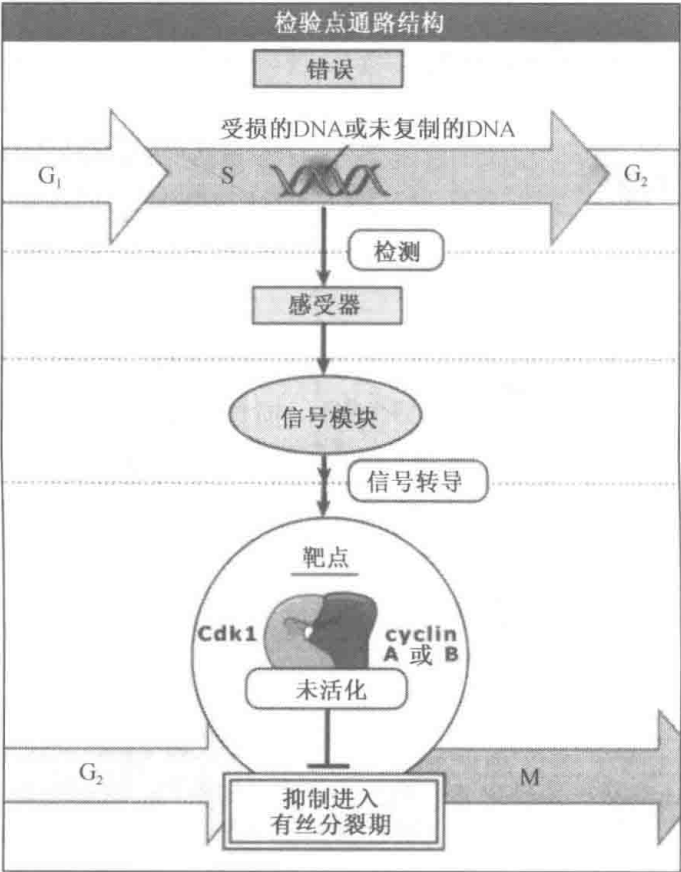 检验点通路结构
错误
受损的DNA或未复制的DNA
G₁
S
G₂
检测
感受器
信号模块
信号转导
靶点
Cdk1
cyclin
A 或 B
未活化
G₂
M
抑制进入
有丝分裂期